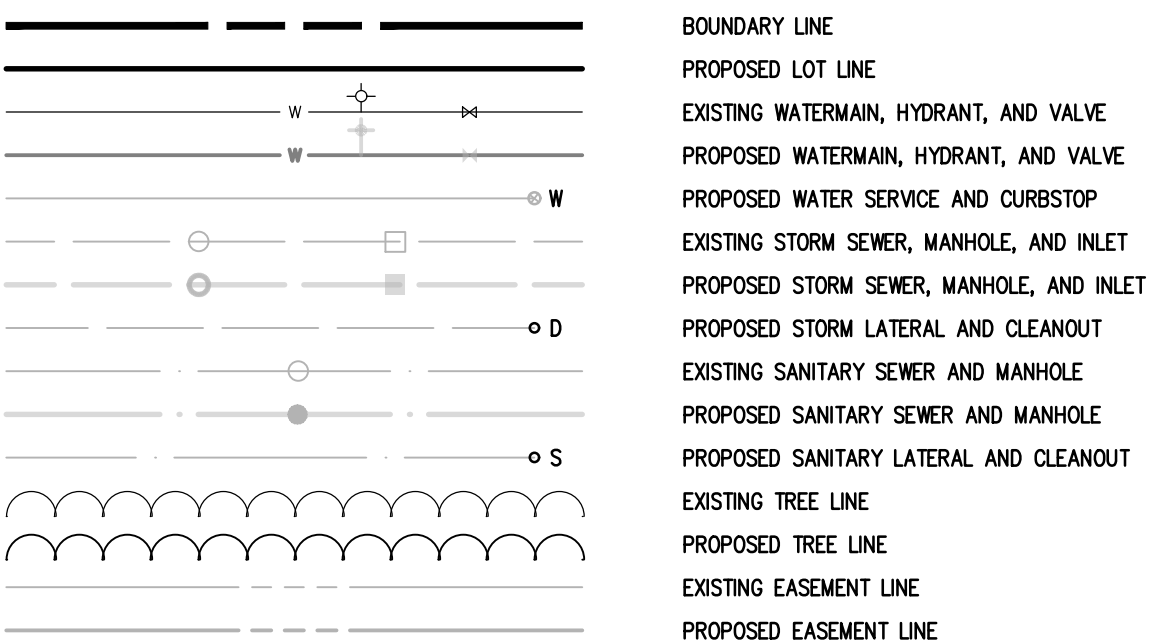 BOUNDARY LINE
PROPOSED LOT LINE
W EXISTING WATERMAIN, HYDRANT, AND VALVE
W PROPOSED WATERMAIN, HYDRANT, AND VALVE
W PROPOSED WATER SERVICE AND CURBSTOP
EXISTING STORM SEWER, MANHOLE, AND INLET
PROPOSED STORM SEWER, MANHOLE, AND INLET
D PROPOSED STORM LATERAL AND CLEANOUT
EXISTING SANITARY SEWER AND MANHOLE
PROPOSED SANITARY SEWER AND MANHOLE
S PROPOSED SANITARY LATERAL AND CLEANOUT
EXISTING TREE LINE
PROPOSED TREE LINE
EXISTING EASEMENT LINE
PROPOSED EASEMENT LINE